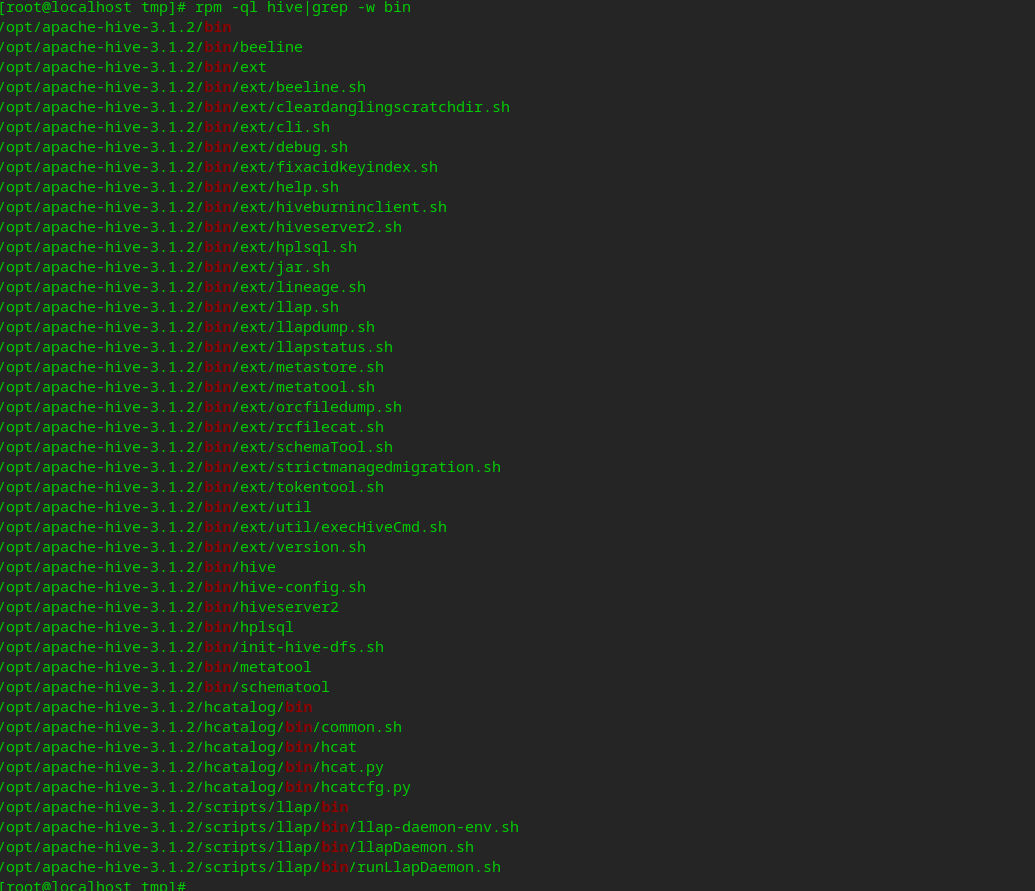 [root@localhost tmp]# rpm -ql hive|grep -w bin
/opt/apache-hive-3.1.2/bin
/opt/apache-hive-3.1.2/bin/beeline
/opt/apache-hive-3.1.2/bin/ext
/opt/apache-hive-3.1.2/bin/ext/beeline.sh
/opt/apache-hive-3.1.2/bin/ext/cleardanglingscratchdir.sh
/opt/apache-hive-3.1.2/bin/ext/cli.sh
/opt/apache-hive-3.1.2/bin/ext/debug.sh
/opt/apache-hive-3.1.2/bin/ext/fixacidkeyindex.sh
/opt/apache-hive-3.1.2/bin/ext/help.sh
/opt/apache-hive-3.1.2/bin/ext/hiveburninclient.sh
/opt/apache-hive-3.1.2/bin/ext/hiveserver2.sh
/opt/apache-hive-3.1.2/bin/ext/hplsql.sh
/opt/apache-hive-3.1.2/bin/ext/jar.sh
/opt/apache-hive-3.1.2/bin/ext/lineage.sh
/opt/apache-hive-3.1.2/bin/ext/llap.sh
/opt/apache-hive-3.1.2/bin/ext/llapdump.sh
/opt/apache-hive-3.1.2/bin/ext/llapstatus.sh
/opt/apache-hive-3.1.2/bin/ext/metastore.sh
/opt/apache-hive-3.1.2/bin/ext/metatool.sh
/opt/apache-hive-3.1.2/bin/ext/orcfiledump.sh
/opt/apache-hive-3.1.2/bin/ext/rcfilecat.sh
/opt/apache-hive-3.1.2/bin/ext/schemaTool.sh
/opt/apache-hive-3.1.2/bin/ext/strictmanagedmigration.sh
/opt/apache-hive-3.1.2/bin/ext/tokentool.sh
/opt/apache-hive-3.1.2/bin/ext/util
/opt/apache-hive-3.1.2/bin/ext/util/execHiveCmd.sh
/opt/apache-hive-3.1.2/bin/ext/version.sh
/opt/apache-hive-3.1.2/bin/hive
/opt/apache-hive-3.1.2/bin/hive-config.sh
/opt/apache-hive-3.1.2/bin/hiveserver2
/opt/apache-hive-3.1.2/bin/hplsql
/opt/apache-hive-3.1.2/bin/init-hive-dfs.sh
/opt/apache-hive-3.1.2/bin/metatool
/opt/apache-hive-3.1.2/bin/schematool
/opt/apache-hive-3.1.2/hcatalog/bin
/opt/apache-hive-3.1.2/hcatalog/bin/common.sh
/opt/apache-hive-3.1.2/hcatalog/bin/hcat
/opt/apache-hive-3.1.2/hcatalog/bin/hcat.py
/opt/apache-hive-3.1.2/hcatalog/bin/hcatcfg.py
/opt/apache-hive-3.1.2/scripts/llap/bin
/opt/apache-hive-3.1.2/scripts/llap/bin/llap-daemon-env.sh
/opt/apache-hive-3.1.2/scripts/llap/bin/llapDaemon.sh
/opt/apache-hive-3.1.2/scripts/llap/bin/runLlapDaemon.sh
[root@localhost tmp]#